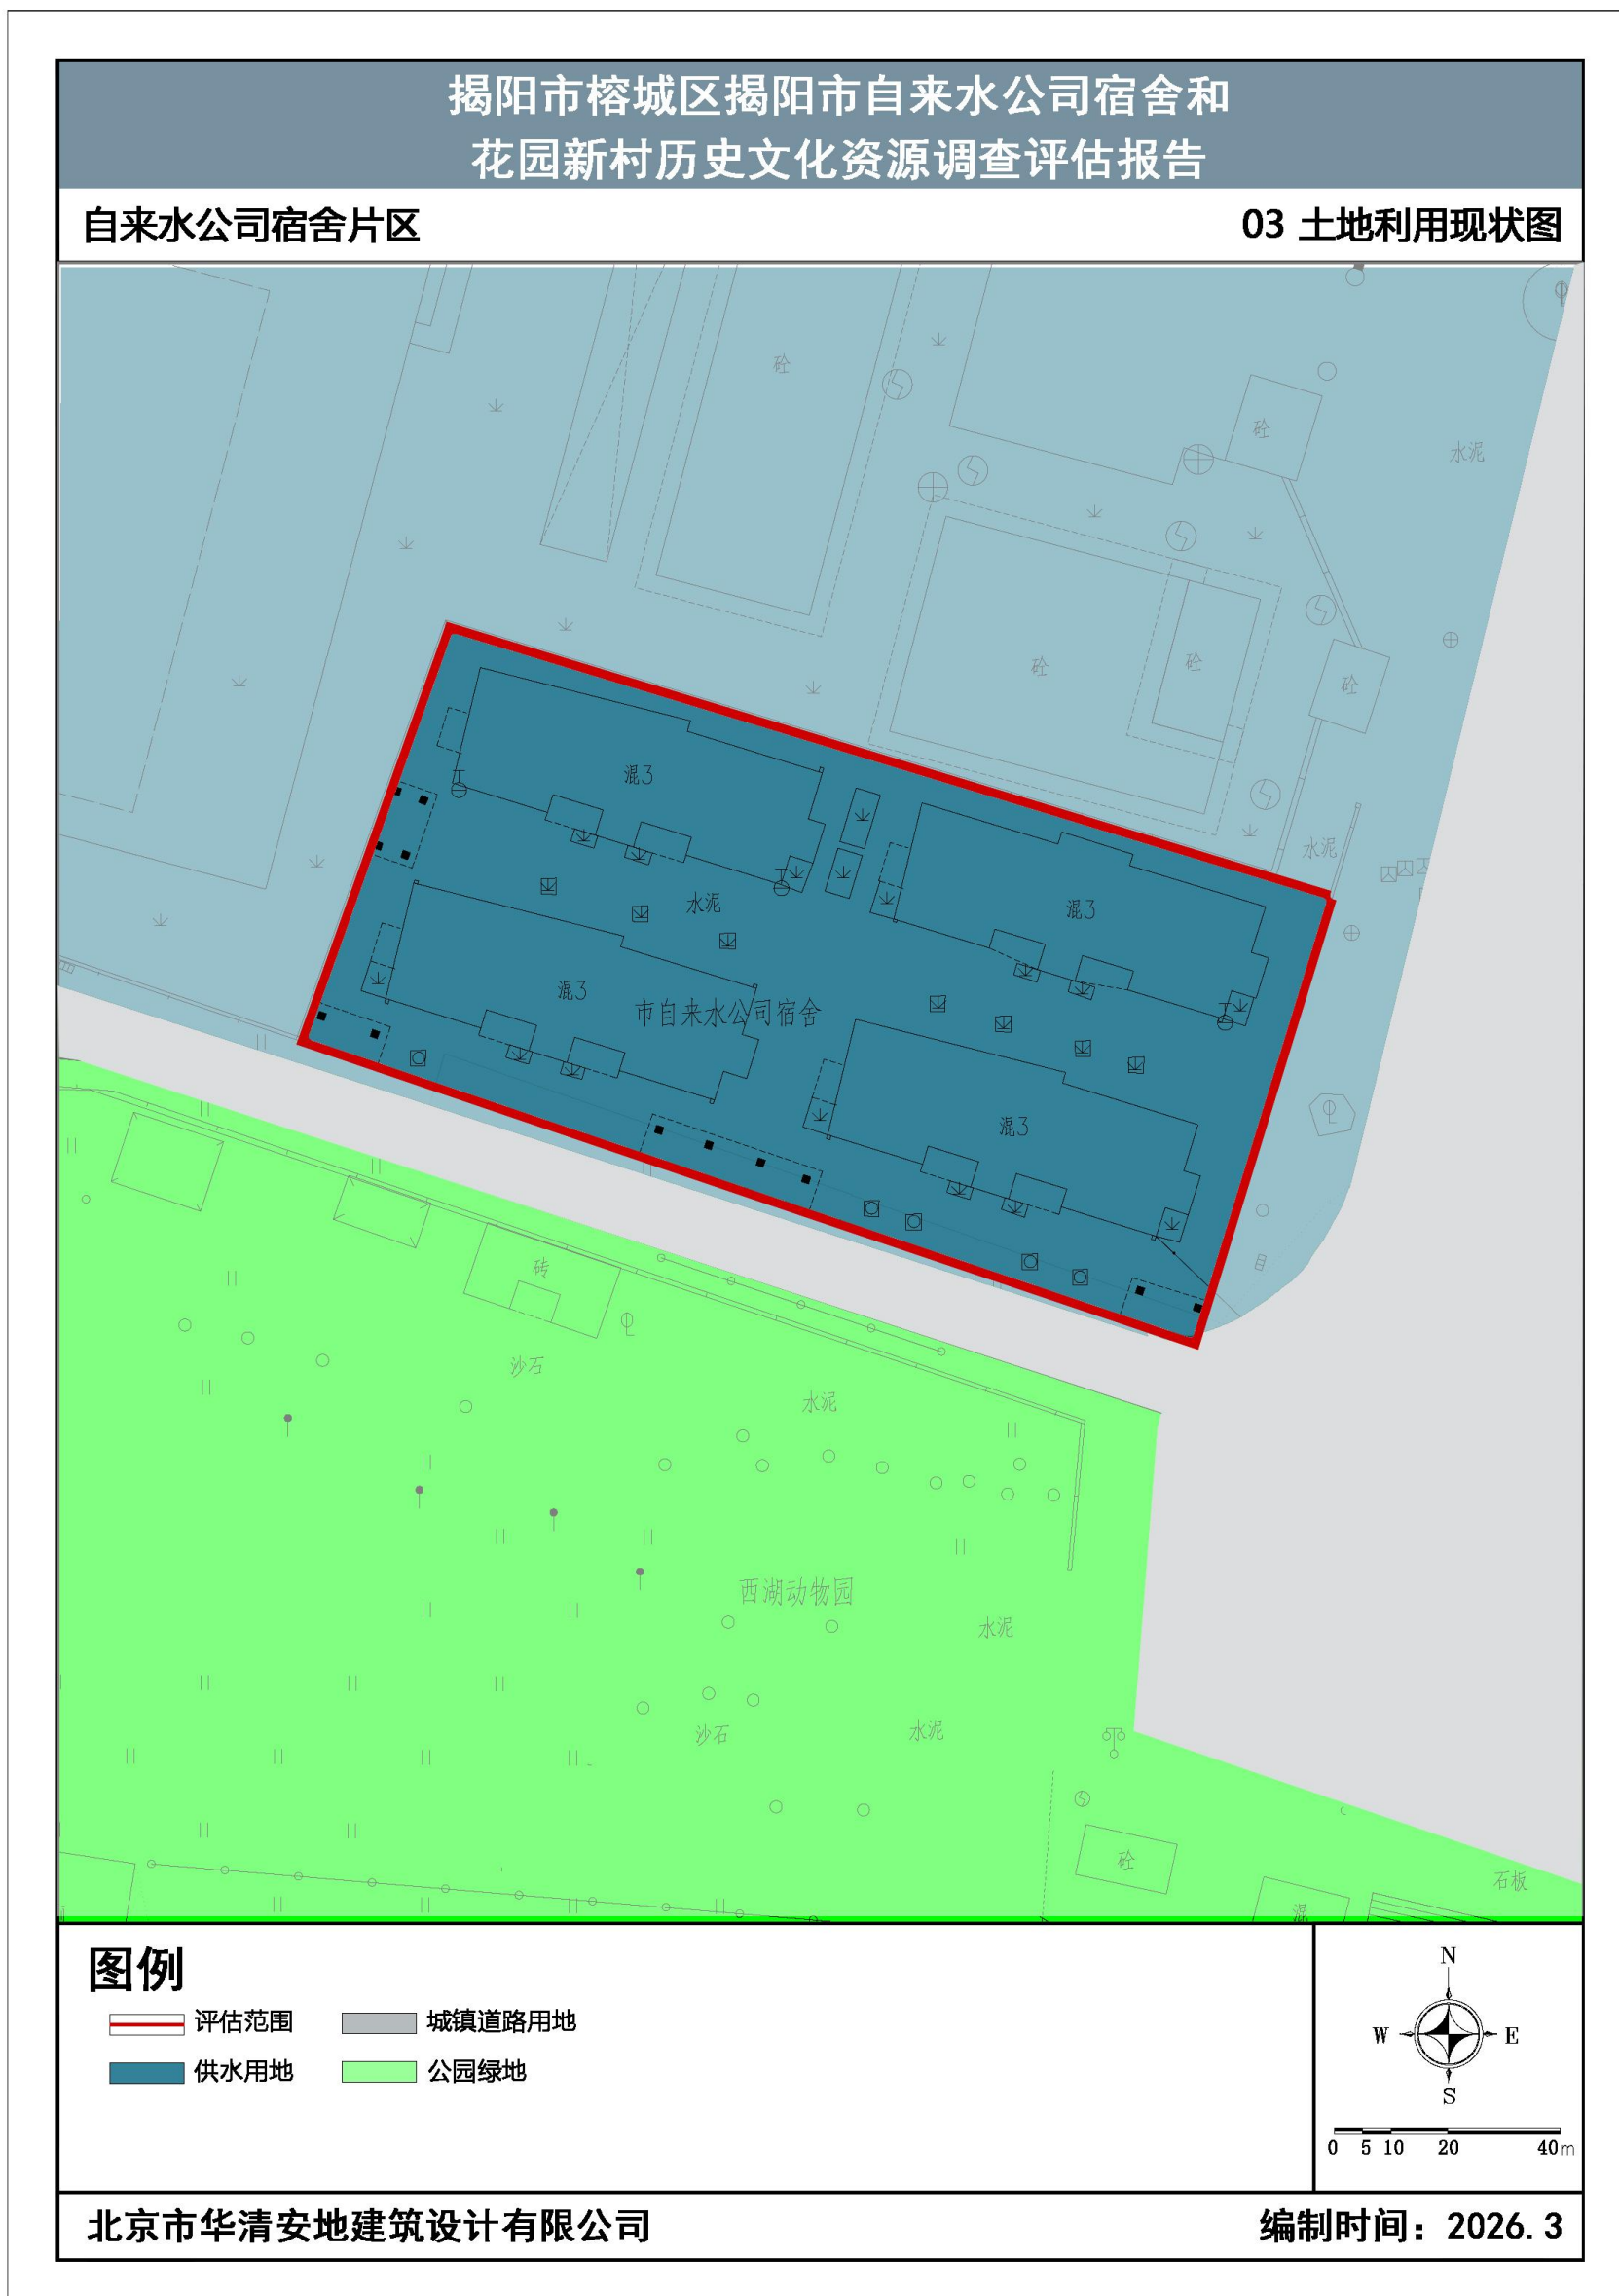 揭阳市榕城区揭阳市自来水公司宿舍和
花园新村历史文化资源调查评估报告
自来水公司宿舍片区
03 土地利用现状图
砼
砼
水泥
砼
砼
砼
混3
水泥
水泥
混3
混3
市自来水公司宿舍
混3
砖
沙石
水泥
西湖动物园
水泥
沙石
水泥
砼
石板
混
图例
评估范围
城镇道路用地
供水用地
公园绿地
N
W
E
S
0 5 10 20 40m
北京市华清安地建筑设计有限公司
编制时间：2026.3